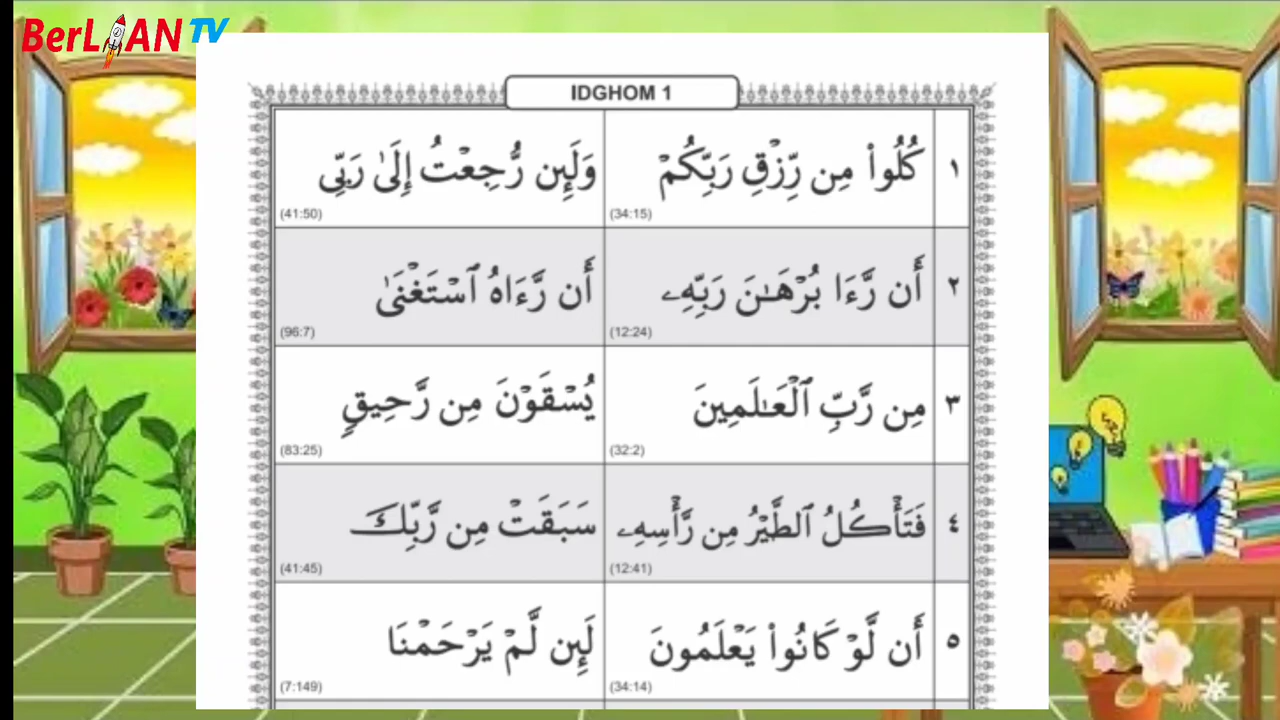 BerLIAN TV
IDGHOM 1
١ كُلُوا۟ مِن رِّزْقِ رَبِّكُمْ (34:15) وَلَئِن رُّجِعْتُ إِلَىٰ رَبِّى (41:50)
٢ أَن رَّءَا بُرْهَـٰنَ رَبِّهِۦ (12:24) أَن رَّءَاهُ ٱسْتَغْنَىٰ (96:7)
٣ مِن رَّبِّ ٱلْعَـٰلَمِينَ (32:2) يُسْقَوْنَ مِن رَّحِيقٍ (83:25)
٤ فَتَأْكُلُ ٱلطَّيْرُ مِن رَّأْسِهِۦ (12:41) سَبَقَتْ مِن رَّبِّكَ (41:45)
٥ أَن لَّوْ كَانُوا۟ يَعْلَمُونَ (34:14) لَئِن لَّمْ يَرْحَمْنَا (7:149)